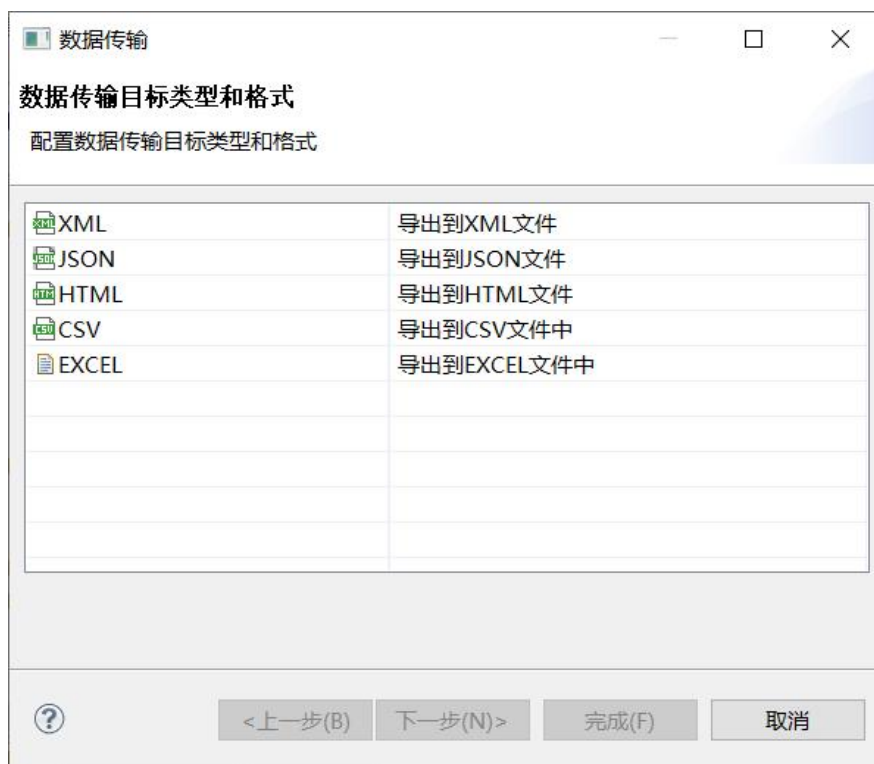 数据传输
数据传输目标类型和格式
配置数据传输目标类型和格式
XML 导出到XML文件
JSON 导出到JSON文件
HTML 导出到HTML文件
CSV 导出到CSV文件中
EXCEL 导出到EXCEL文件中
<上一步(B) 下一步(N)> 完成(F) 取消